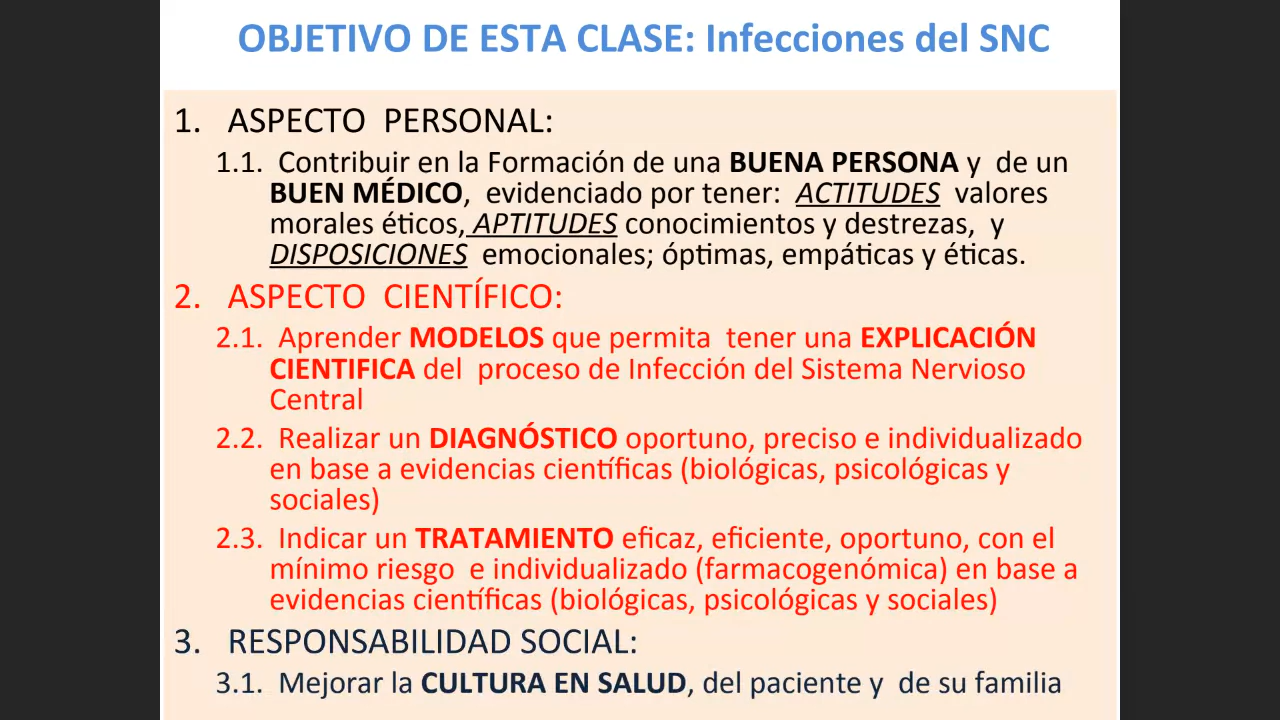 OBJETIVO DE ESTA CLASE: Infecciones del SNC
1. ASPECTO PERSONAL:
1.1. Contribuir en la Formación de una BUENA PERSONA y de un
BUEN MÉDICO, evidenciado por tener: ACTITUDES valores
morales éticos, APTITUDES conocimientos y destrezas, y
DISPOSICIONES emocionales; óptimas, empáticas y éticas.
2. ASPECTO CIENTÍFICO:
2.1. Aprender MODELOS que permita tener una EXPLICACIÓN
CIENTIFICA del proceso de Infección del Sistema Nervioso
Central
2.2. Realizar un DIAGNÓSTICO oportuno, preciso e individualizado
en base a evidencias científicas (biológicas, psicológicas y
sociales)
2.3. Indicar un TRATAMIENTO eficaz, eficiente, oportuno, con el
mínimo riesgo e individualizado (farmacogenómica) en base a
evidencias científicas (biológicas, psicológicas y sociales)
3. RESPONSABILIDAD SOCIAL:
3.1. Mejorar la CULTURA EN SALUD, del paciente y de su familia